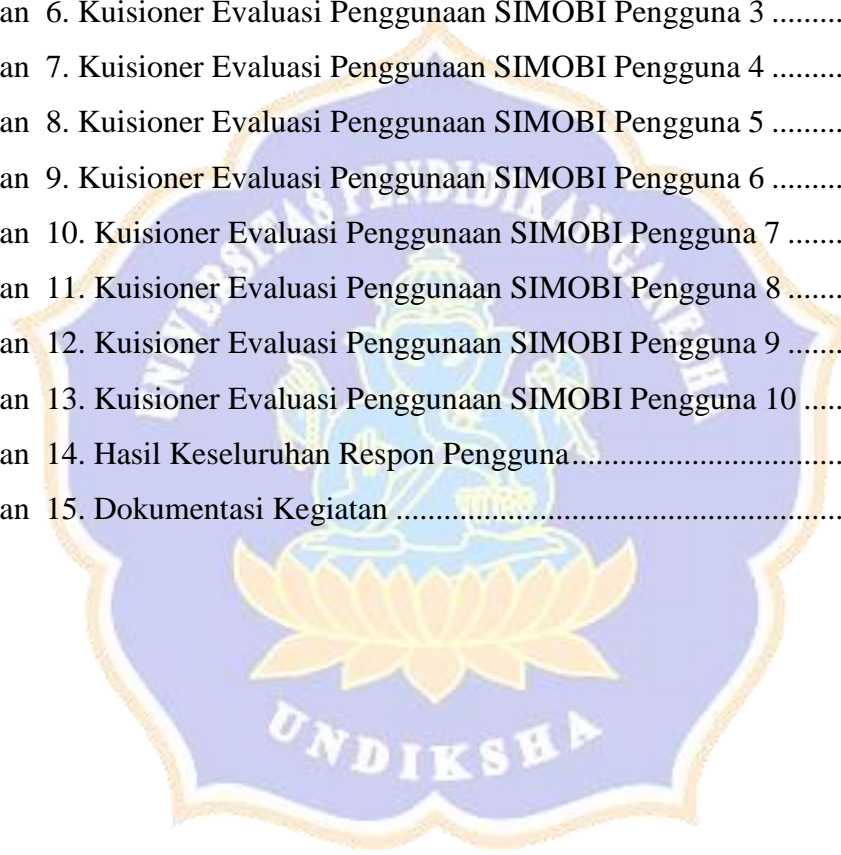 an 6. Kuisioner Evaluasi Penggunaan SIMOBI Pengguna 3 .........
an 7. Kuisioner Evaluasi Penggunaan SIMOBI Pengguna 4 .........
an 8. Kuisioner Evaluasi Penggunaan SIMOBI Pengguna 5 .........
an 9. Kuisioner Evaluasi Penggunaan SIMOBI Pengguna 6 .........
an 10. Kuisioner Evaluasi Penggunaan SIMOBI Pengguna 7 .......
an 11. Kuisioner Evaluasi Penggunaan SIMOBI Pengguna 8 .......
an 12. Kuisioner Evaluasi Penggunaan SIMOBI Pengguna 9 .......
an 13. Kuisioner Evaluasi Penggunaan SIMOBI Pengguna 10 .....
an 14. Hasil Keseluruhan Respon Pengguna..................................
an 15. Dokumentasi Kegiatan ........................................................
UNIVERSITAS PENDIDIKAN GANESHA
UNDIKSHA